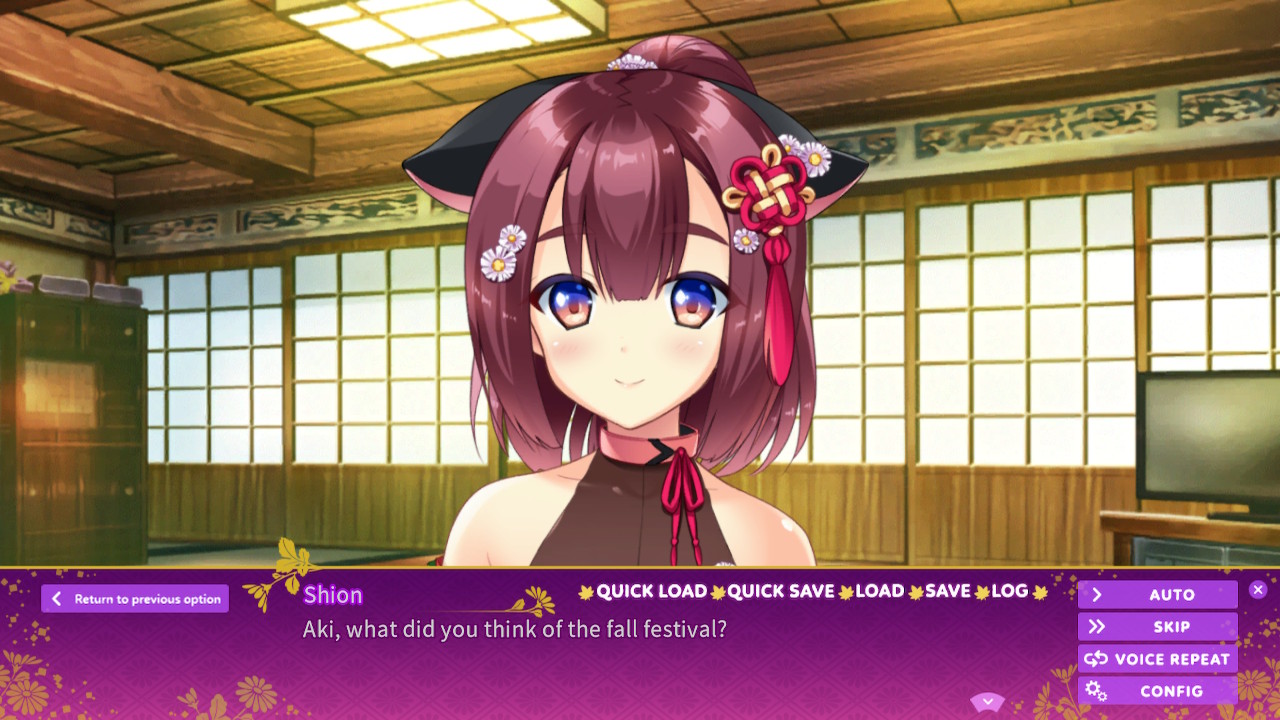 Return to previous option
Shion
QUICK LOAD QUICK SAVE LOAD SAVE LOG
Aki, what did you think of the fall festival?
AUTO
SKIP
VOICE REPEAT
CONFIG